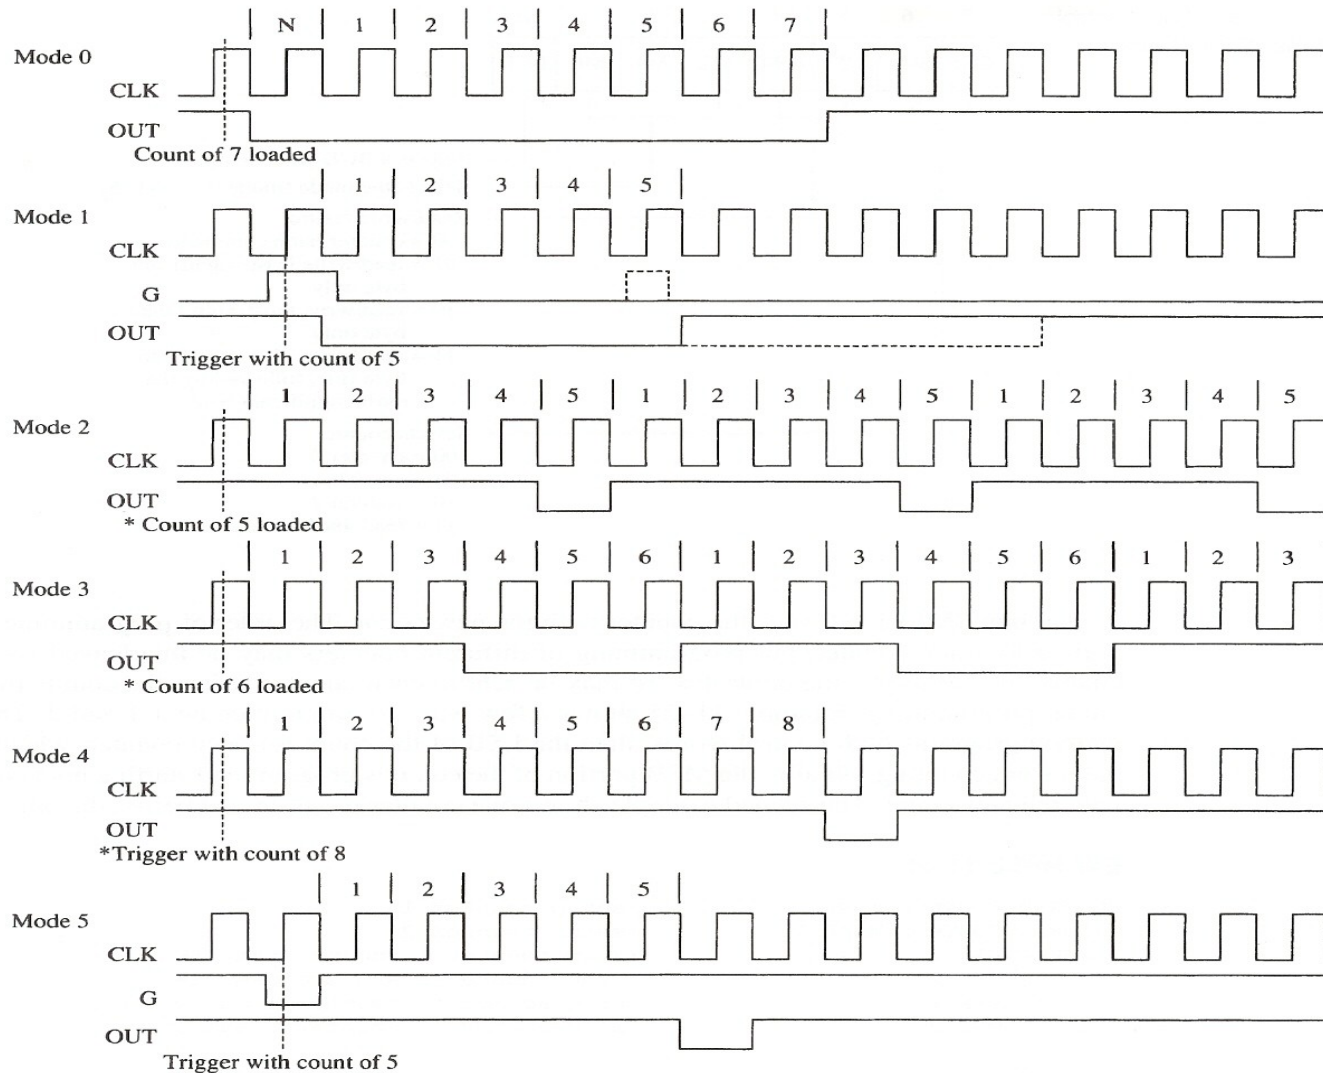 N 1 2 3 4 5 6 7
Mode 0
CLK
OUT
Count of 7 loaded
1 2 3 4 5
Mode 1
CLK
G
OUT
Trigger with count of 5
1 2 3 4 5 1 2 3 4 5 1 2 3 4 5
Mode 2
CLK
OUT
* Count of 5 loaded
1 2 3 4 5 6 1 2 3 4 5 6 1 2 3
Mode 3
CLK
OUT
* Count of 6 loaded
1 2 3 4 5 6 7 8
Mode 4
CLK
OUT
*Trigger with count of 8
1 2 3 4 5
Mode 5
CLK
G
OUT
Trigger with count of 5